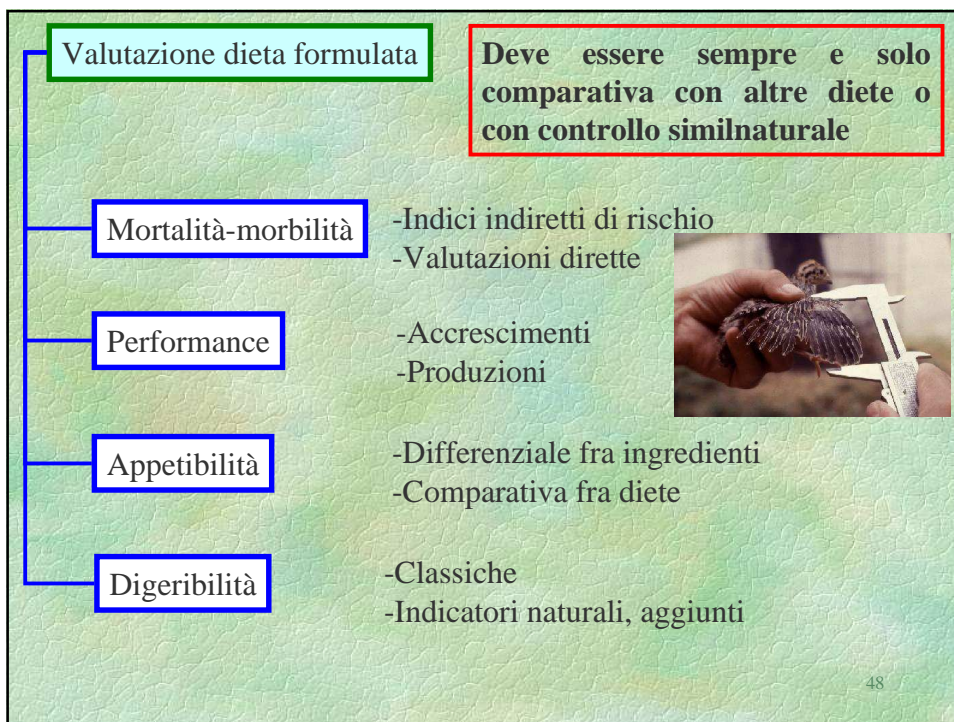 Valutazione dieta formulata
Deve essere sempre e solo
comparativa con altre diete o
con controllo similnaturale
Mortalità-morbilità
-Indici indiretti di rischio
-Valutazioni dirette
Performance
-Accrescimenti
-Produzioni
Appetibilità
-Differenziale fra ingredienti
-Comparativa fra diete
Digeribilità
-Classiche
-Indicatori naturali, aggiunti
48